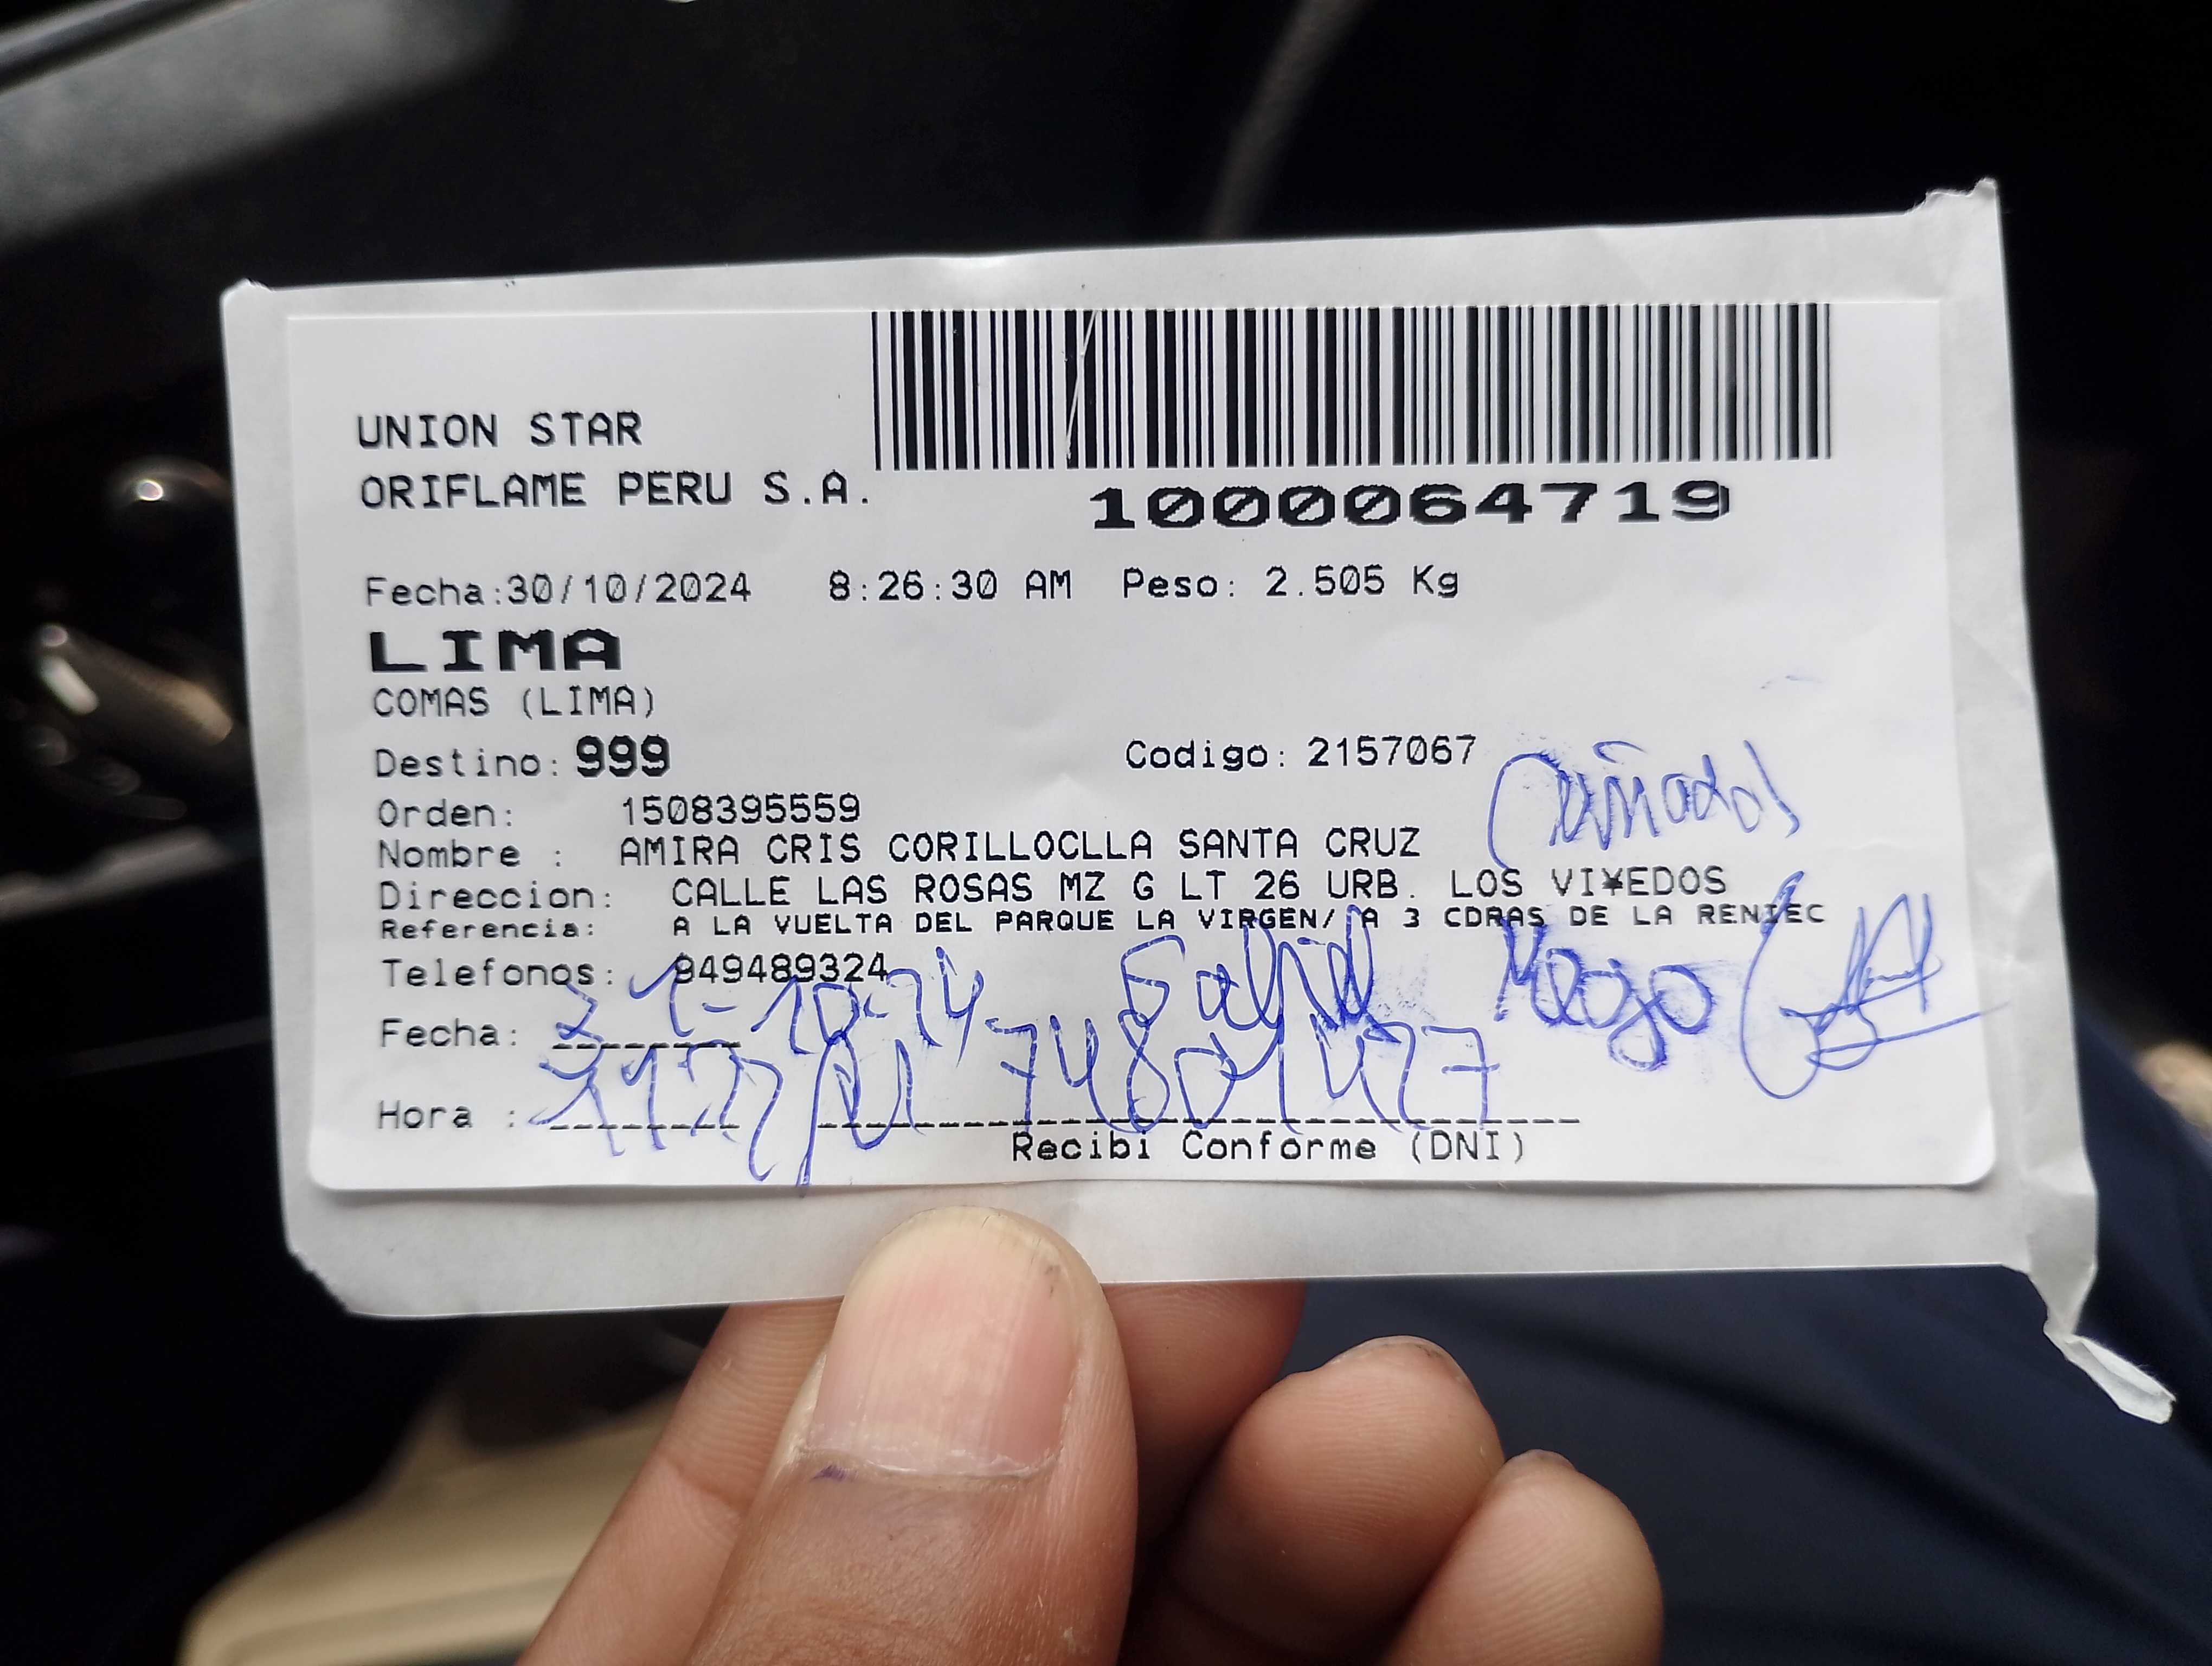 UNION STAR
ORIFLAME PERU S.A.
1000064719
Fecha:30/10/2024 8:26:30 AM Peso: 2.505 Kg
LIMA
COMAS (LIMA)
Destino: 999 Codigo: 2157067
Orden: 1508395559
Nombre : AMIRA CRIS CORILLOCLLA SANTA CRUZ
Direccion: CALLE LAS ROSAS MZ G LT 26 URB. LOS VI¥EDOS
Referencia: A LA VUELTA DEL PARQUE LA VIRGEN/ A 3 CDRAS DE LA RENIEC
Telefonos: 949489324
Fecha:
Hora :
Recibi Conforme (DNI)